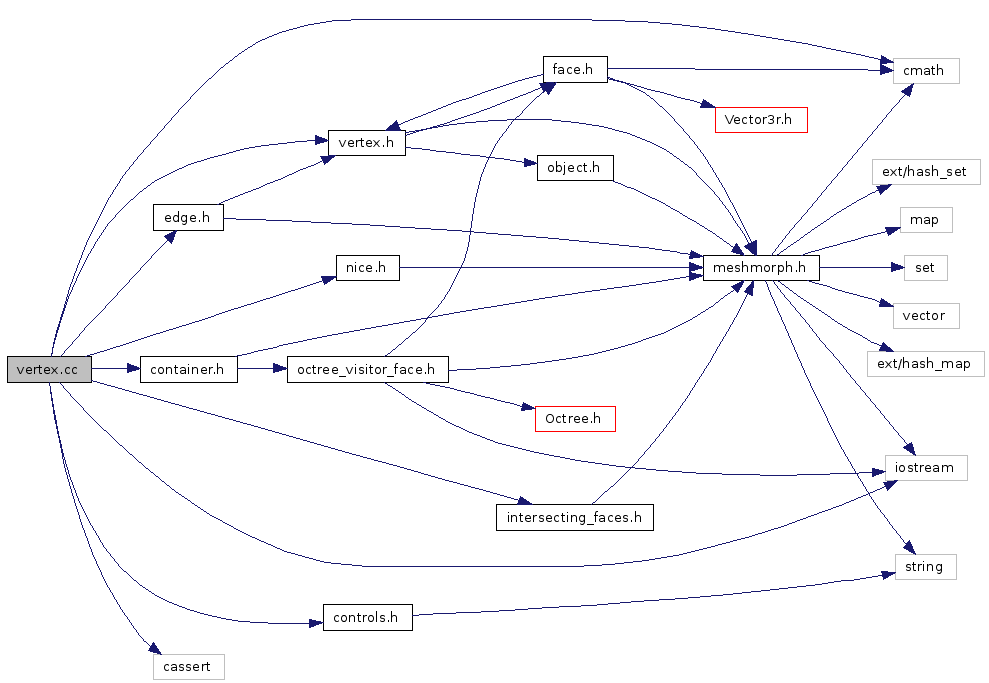 face.h
cmath
Vector3r.h
vertex.h
object.h
ext/hash_set
edge.h
map
nice.h
meshmorph.h
set
vector
vertex.cc
container.h
octree_visitor_face.h
ext/hash_map
Octree.h
iostream
intersecting_faces.h
string
controls.h
cassert